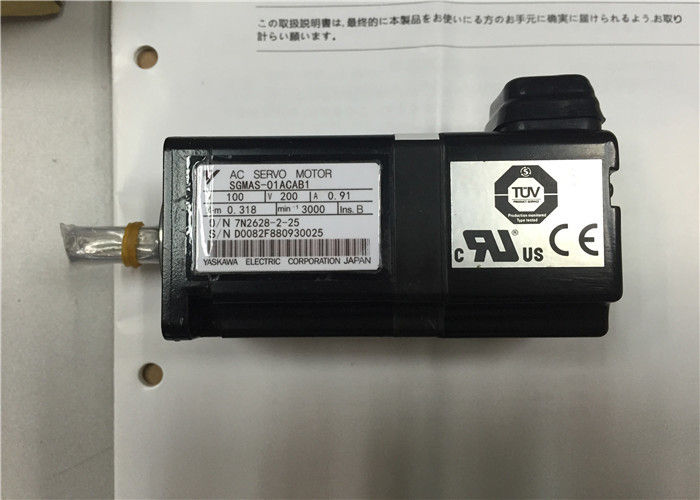 この取扱説明書は、最終的に本製品をお使いにる方のお手元に確実に届けられるよう、お取り
計らい願います。
AC SERVO MOTOR
SGMAS-01ACAB1
100 V 200 A 0.91
N·m 0.318 min⁻¹ 3000 Ins. B
O/N 7N2628-2-25
S/N D0082F880930025
YASKAWA ELECTRIC CORPORATION JAPAN
S
TÜV
PRODUCT SERVICE
Production monitored
Type tested
C RU US CE